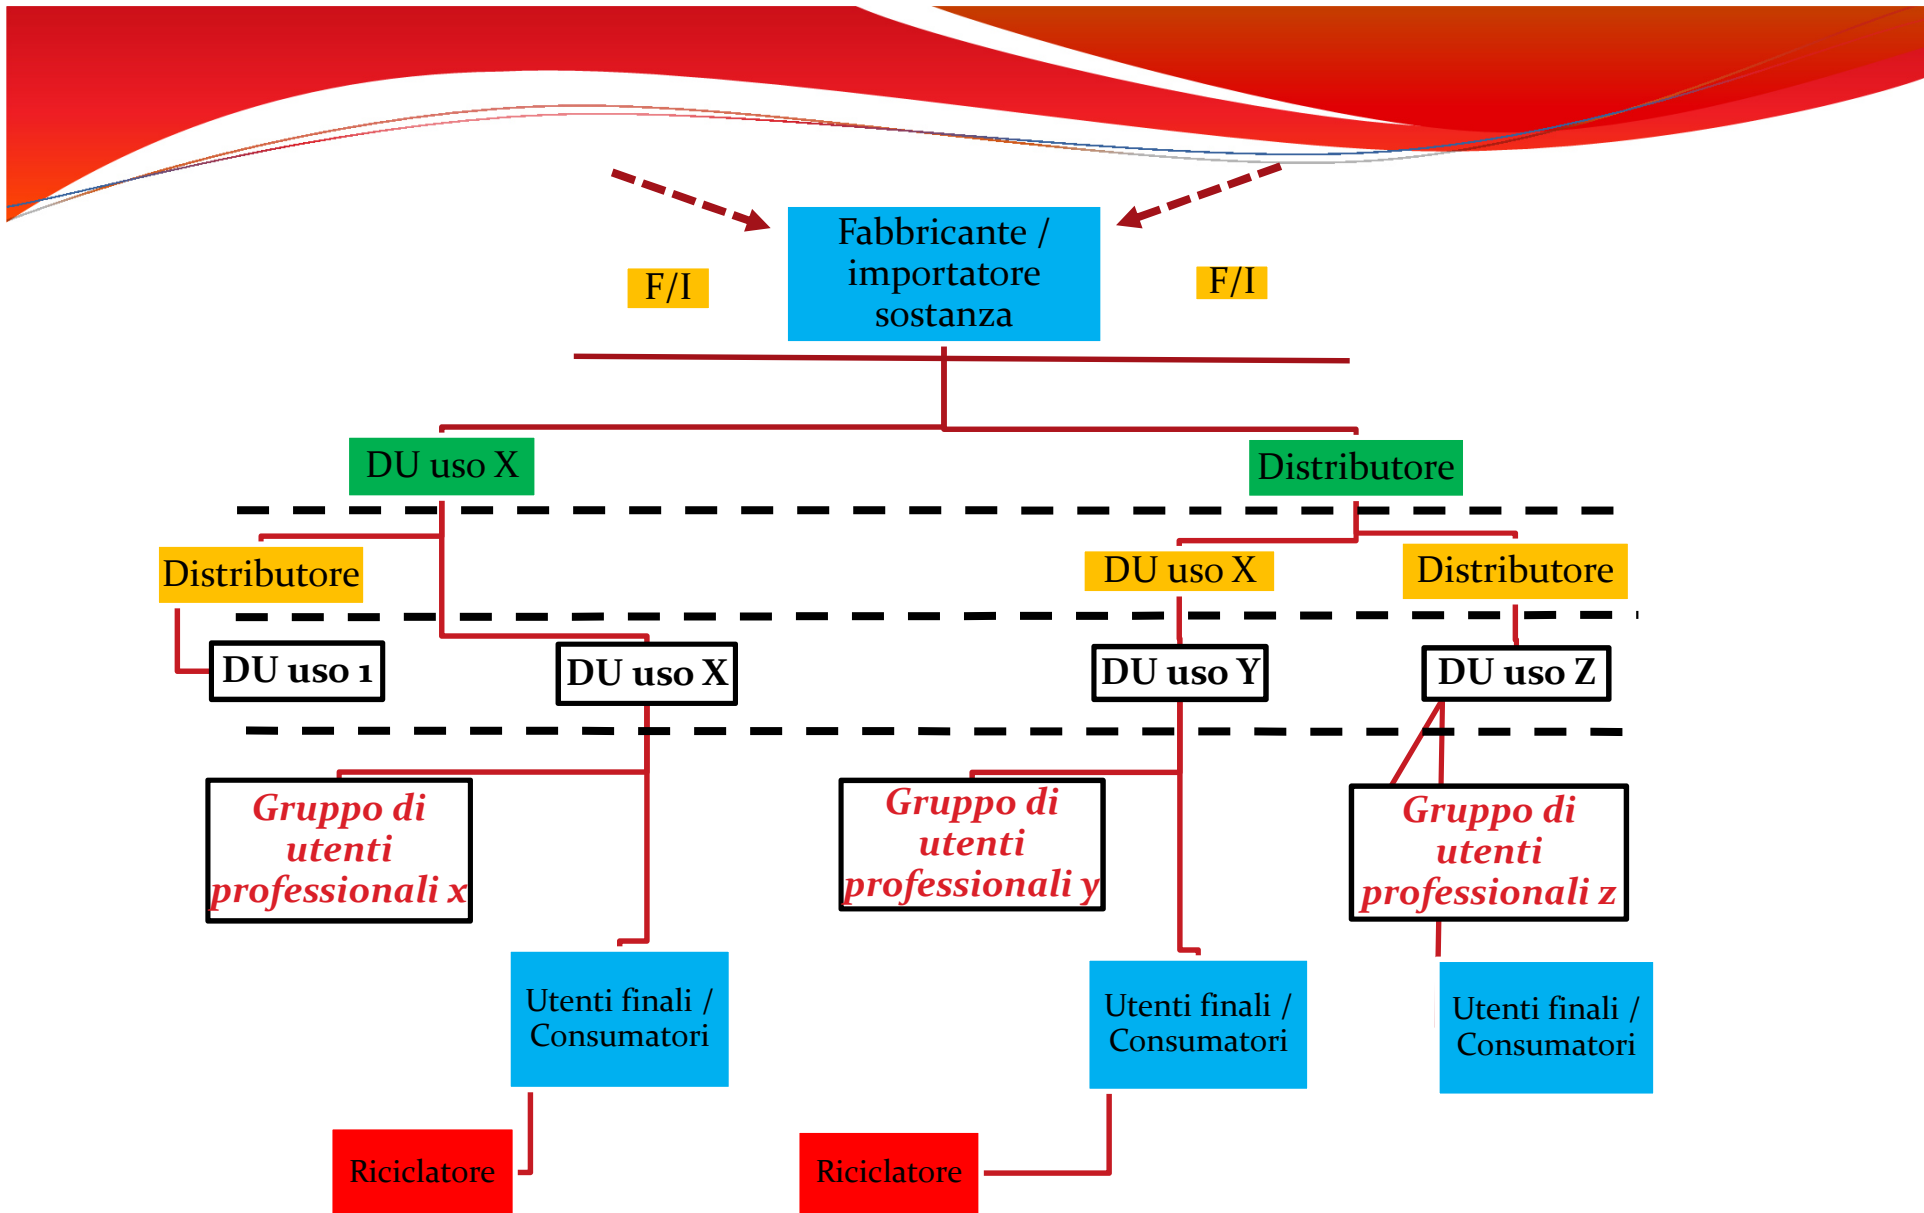 Fabbricante /
importatore
sostanza
F/I
F/I
DU uso X
Distributore
Distributore
DU uso X
Distributore
DU uso 1
DU uso X
DU uso Y
DU uso Z
Gruppo di
utenti
professionali x
Gruppo di
utenti
professionali y
Gruppo di
utenti
professionali z
Utenti finali /
Consumatori
Utenti finali /
Consumatori
Utenti finali /
Consumatori
Riciclatore
Riciclatore